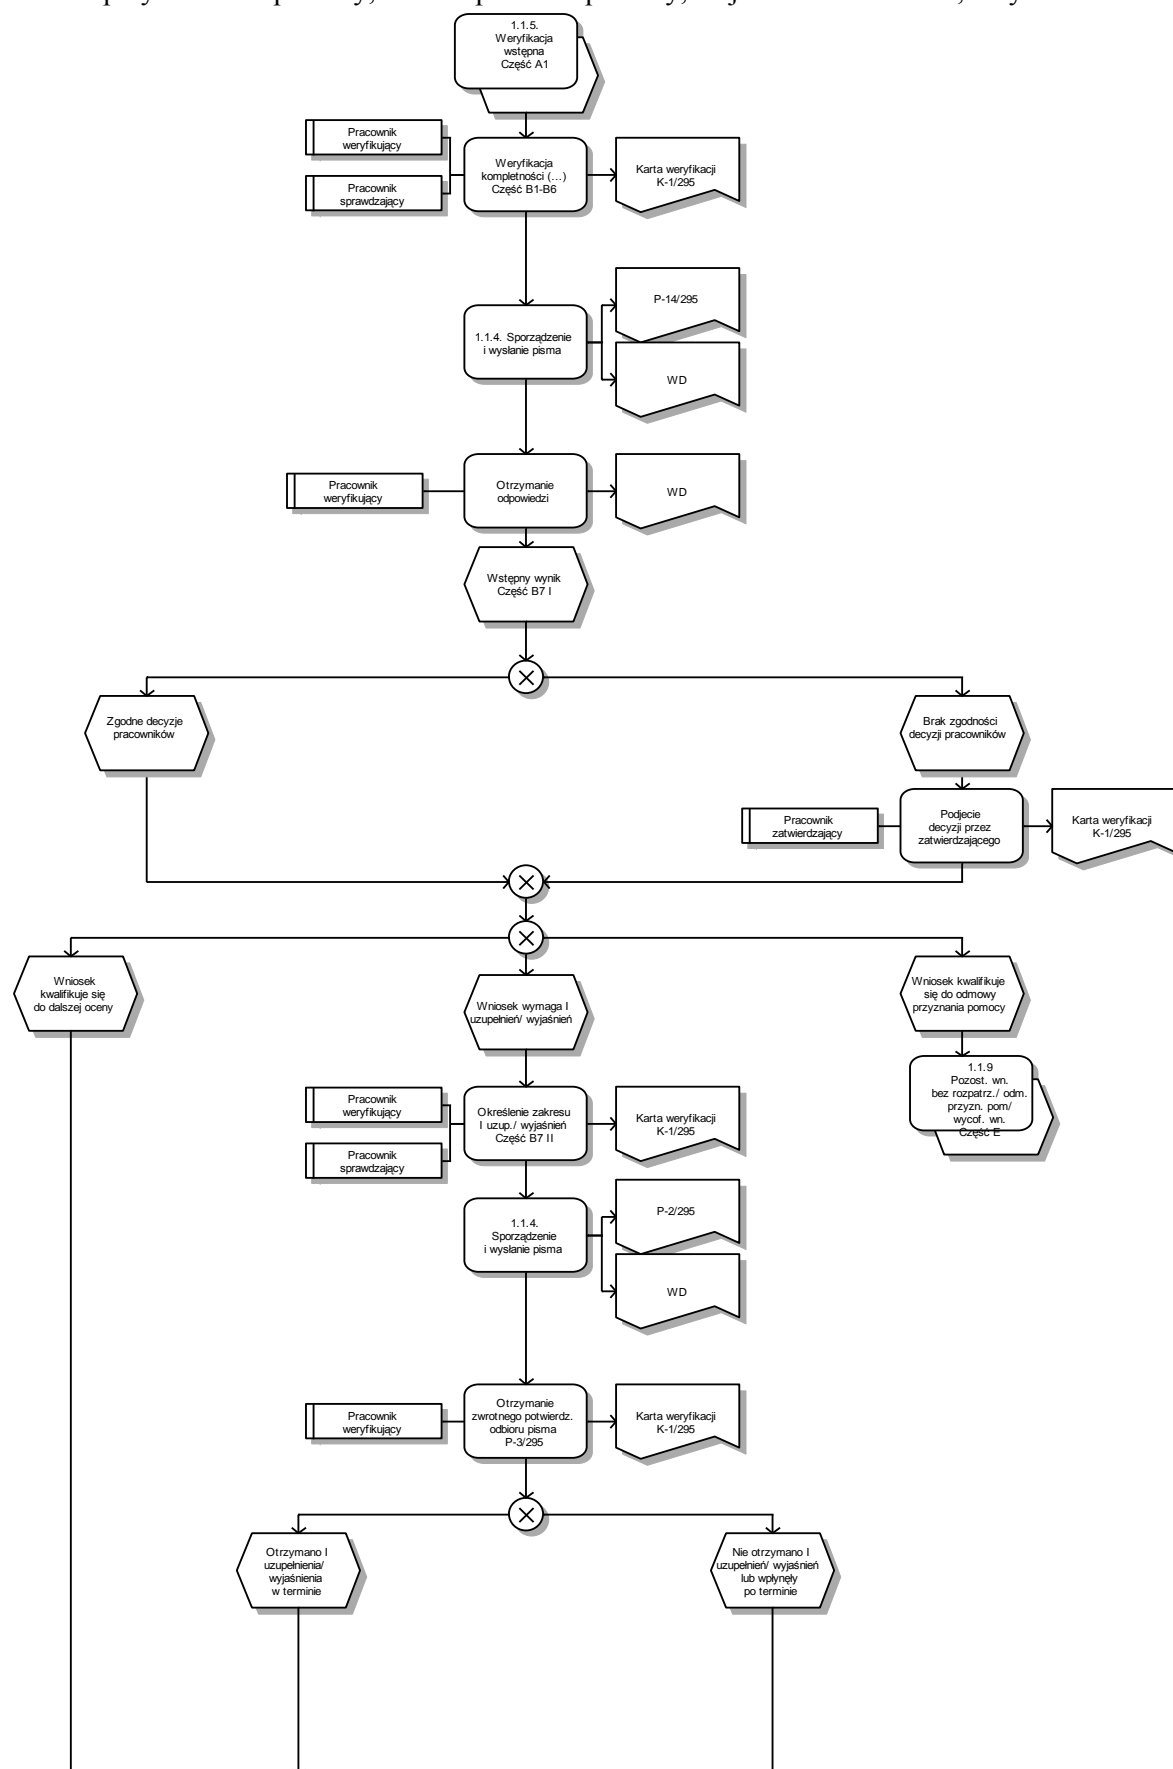 1.1.5.
Weryfikacja
wstępna
Część A1
Pracownik
weryfikujący
Pracownik
sprawdzający
Weryfikacja
kompletności (...)
Część B1-B6
Karta weryfikacji
K-1/295
1.1.4. Sporządzenie
i wysłanie pisma
P-14/295
WD
Pracownik
weryfikujący
Otrzymanie
odpowiedzi
WD
Wstępny wynik
Część B7 I
Zgodne decyzje
pracowników
Brak zgodności
decyzji pracowników
Pracownik
zatwierdzający
Podjecie
decyzji przez
zatwierdzającego
Karta weryfikacji
K-1/295
Wniosek
kwalifikuje się
do dalszej oceny
Wniosek wymaga I
uzupełnień/ wyjaśnień
Wniosek kwalifikuje
się do odmowy
przyznania pomocy
1.1.9
Pozost. wn.
bez rozpatrz./ odm.
przyzn. pom/
wycof. wn.
Część E
Pracownik
weryfikujący
Pracownik
sprawdzający
Określenie zakresu
I uzup./ wyjaśnień
Część B7 II
Karta weryfikacji
K-1/295
1.1.4.
Sporządzenie
i wysłanie pisma
P-2/295
WD
Pracownik
weryfikujący
Otrzymanie
zwrotnego potwierdz.
odbioru pisma
P-3/295
Karta weryfikacji
K-1/295
Otrzymano I
uzupełnienia/
wyjaśnienia
w terminie
Nie otrzymano I
uzupełnień/ wyjaśnień
lub wpłynęły
po terminie